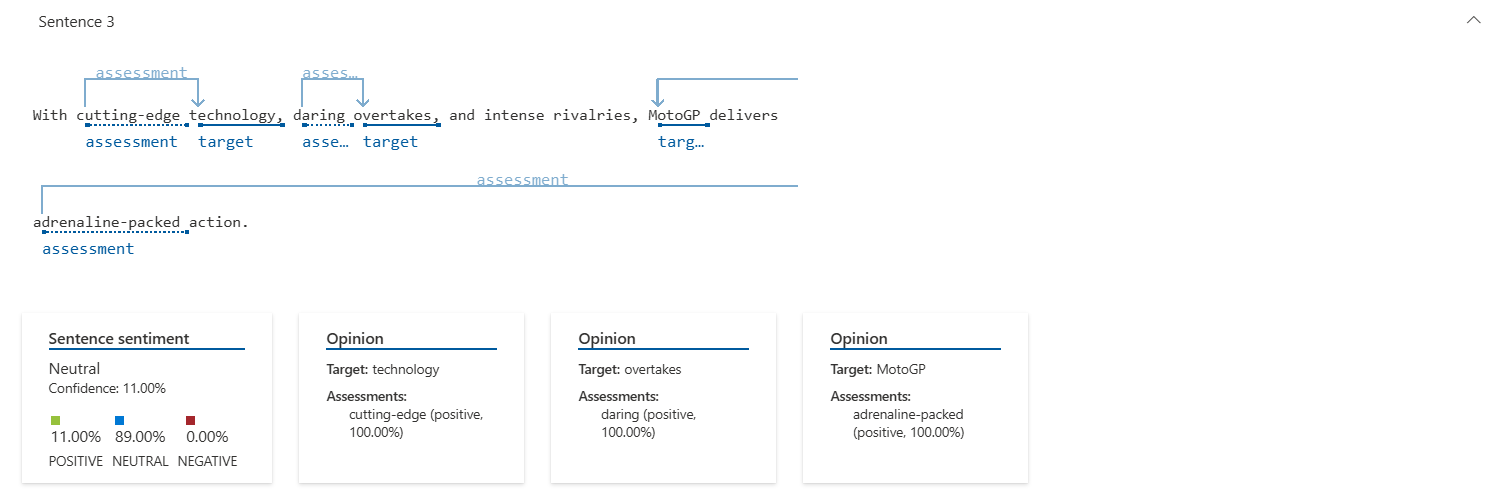 Sentence 3
assessment asses...
With cutting-edge technology, daring overtakes, and intense rivalries, MotoGP delivers
assessment target asse... target targ...
assessment
adrenaline-packed action.
assessment
Sentence sentiment
Neutral
Confidence: 11.00%
11.00% 89.00% 0.00%
POSITIVE NEUTRAL NEGATIVE
Opinion
Target: technology
Assessments:
cutting-edge (positive,
100.00%)
Opinion
Target: overtakes
Assessments:
daring (positive,
100.00%)
Opinion
Target: MotoGP
Assessments:
adrenaline-packed
(positive, 100.00%)